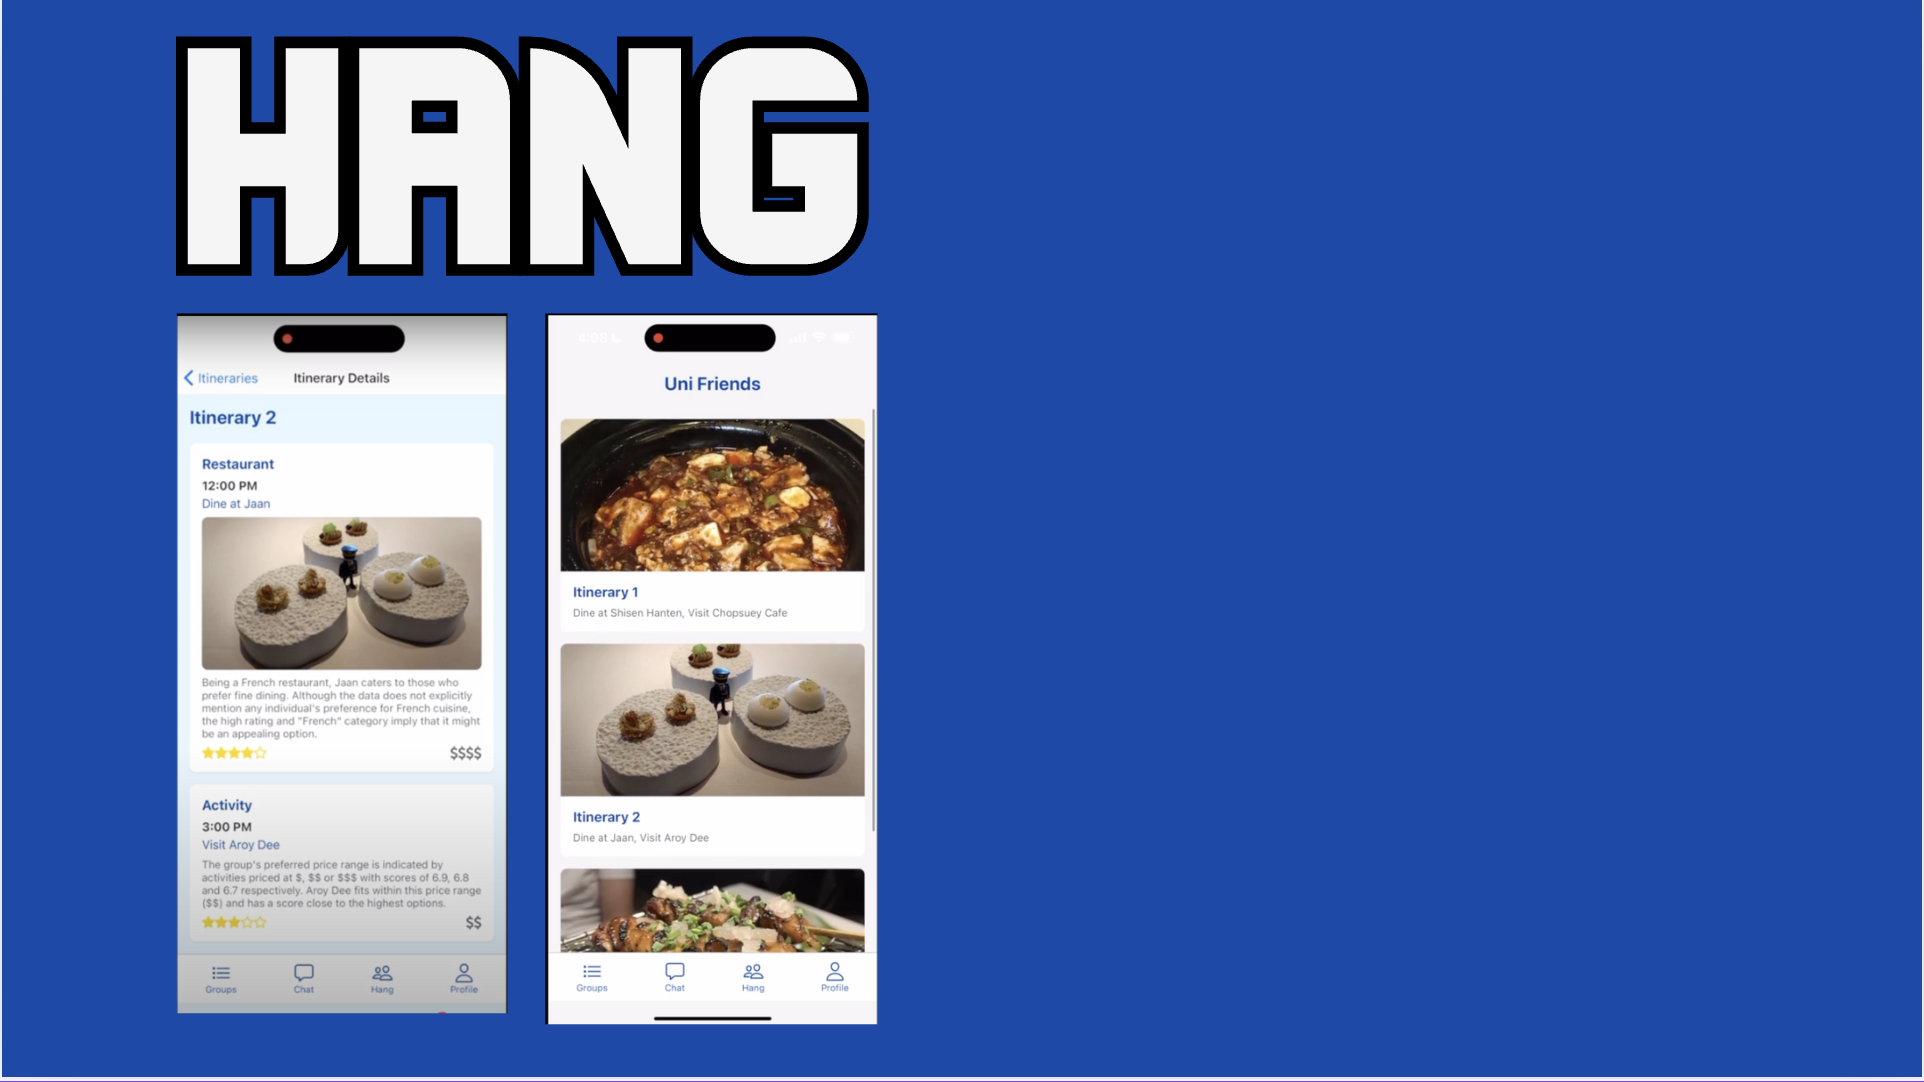 HANG
Itineraries
Itinerary Details
Itinerary 2
Restaurant
12:00 PM
Dine at Jaan
Being a French restaurant, Jaan caters to those who
prefer fine dining. Although the data does not explicitly
mention any individual's preference for French cuisine,
the high rating and "French" category imply that it might
be an appealing option.
$$$$
Activity
3:00 PM
Visit Aroy Dee
The group's preferred price range is indicated by
activities priced at $, $$ or $$$ with scores of 6.9, 6.8
and 6.7 respectively. Aroy Dee fits within this price range
($$) and has a score close to the highest options.
$$
Groups
Chat
Hang
Profile
4:08
Uni Friends
Itinerary 1
Dine at Shisen Hanten, Visit Chopsuey Cafe
Itinerary 2
Dine at Jaan, Visit Aroy Dee
Groups
Chat
Hang
Profile